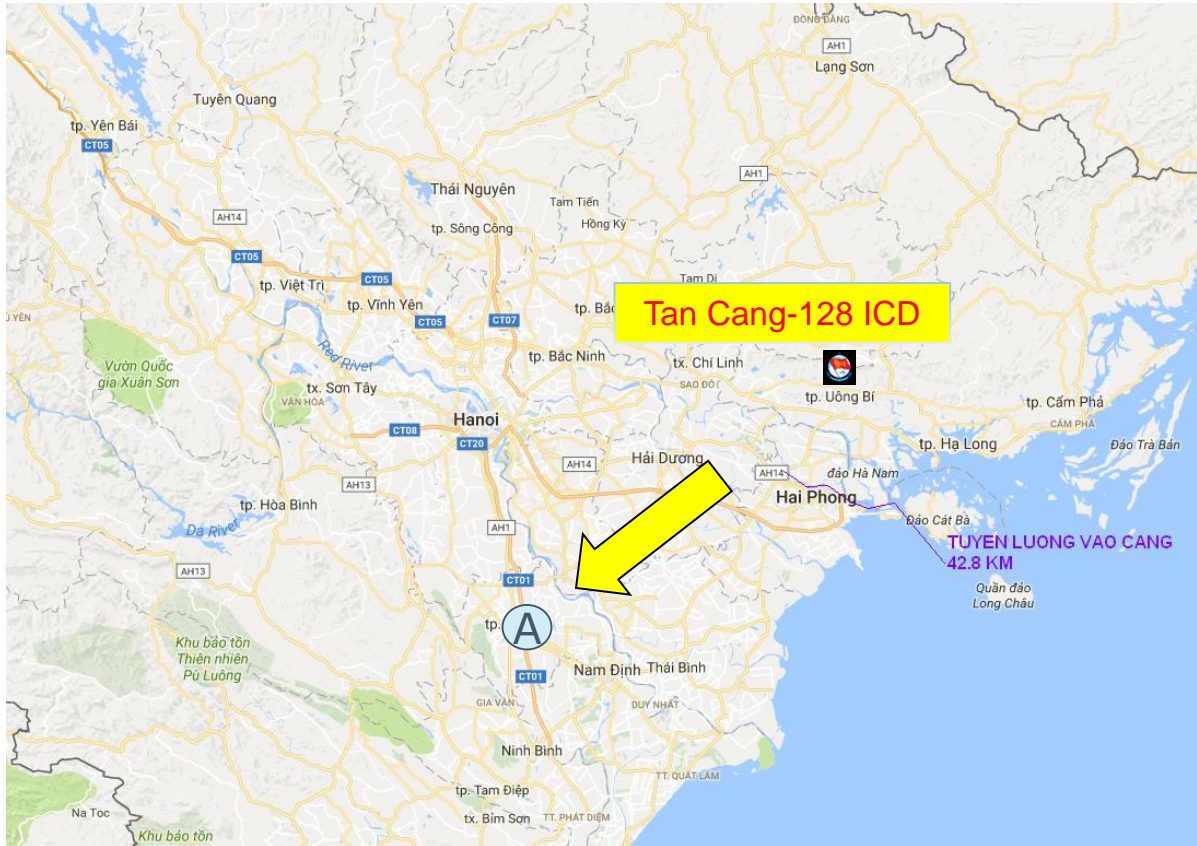 ĐỒNG ĐĂNG
AH1
Lạng Sơn
Tuyên Quang
tp. Yên Bái
CT05
AH1
Thái Nguyên
Tam Tiến
AH14
tp. Sông Công
Hồng Kỳ
CT05
Tam Dị
tp. Việt Trì
CT05
tp. Vĩnh Yên
CT05
CT07
tp. Bắc
Tan Cang-128 ICD
Red River
tp. Bắc Ninh
tx. Chí Linh
Vườn Quốc
gia Xuân Sơn
tx. Sơn Tây
SAO ĐỎ
VÂN HÒA
tp. Uông Bí
tp. Cẩm Phả
CẨM PHẢ
Hanoi
CT08
CT20
tp. Hạ Long
Đảo Trà Bản
Hải Dương
AH14
AH14
đảo Hà Nam
AH13
Hai Phong
tp. Hòa Bình
Da River
AH1
Đảo Cát Bà
TUYEN LUONG VAO CANG
42.8 KM
AH13
CT01
Quần đảo
Long Châu
tp.
A
Khu bảo tồn
Thiên nhiên
Pù Luông
CT01
Nam Định
Thái Bình
GIA VÂN
DUY NHẤT
Ninh Bình
TT. QUẤT LÂM
tp. Tam Điệp
Na Toc
tx. Bỉm Sơn
TT. PHÁT DIỆM
Khu bảo tồn